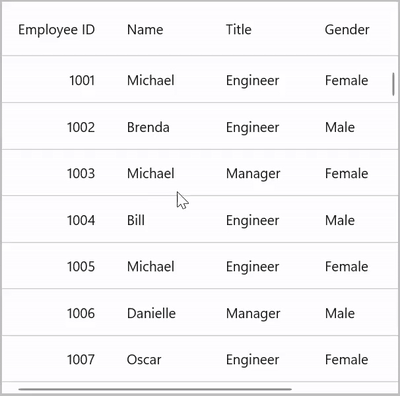 Employee ID Name Title Gender
1001 Michael Engineer Female
1002 Brenda Engineer Male
1003 Michael Manager Female
1004 Bill Engineer Male
1005 Michael Engineer Female
1006 Danielle Manager Male
1007 Oscar Engineer Female